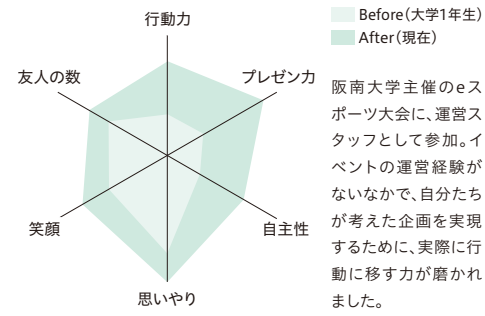 行動力
プレゼン力
自主性
思いやり
笑顔
友人の数
Before(大学1年生)
After(現在)
阪南大学主催のeス
ポーツ大会に、運営ス
タッフとして参加。イ
ベントの運営経験が
ないなかで、自分たち
が考えた企画を実現
するために、実際に行
動に移す力が磨かれ
ました。